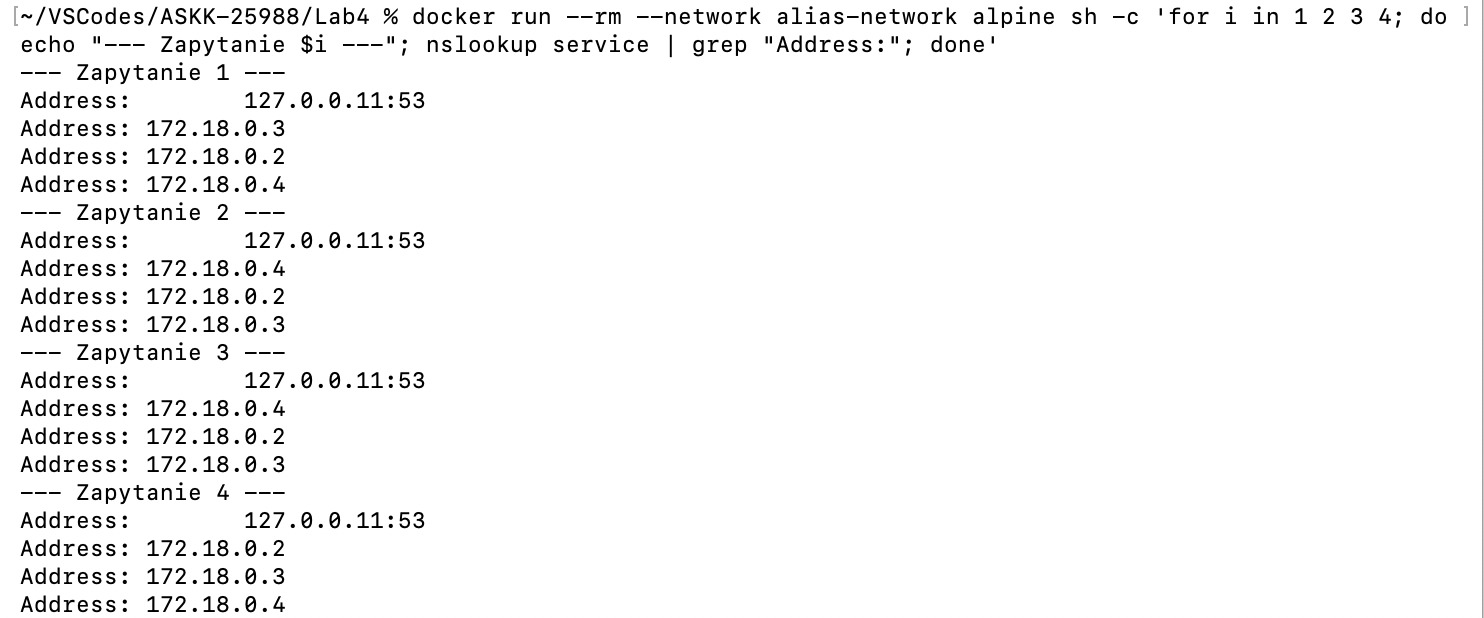 [~/VSCodes/ASKK-25988/Lab4 % docker run --rm --network alias-network alpine sh -c 'for i in 1 2 3 4; do ]
echo "--- Zapytanie $i ---"; nslookup service | grep "Address:"; done'
--- Zapytanie 1 ---
Address:        127.0.0.11:53
Address: 172.18.0.3
Address: 172.18.0.2
Address: 172.18.0.4
--- Zapytanie 2 ---
Address:        127.0.0.11:53
Address: 172.18.0.4
Address: 172.18.0.2
Address: 172.18.0.3
--- Zapytanie 3 ---
Address:        127.0.0.11:53
Address: 172.18.0.4
Address: 172.18.0.2
Address: 172.18.0.3
--- Zapytanie 4 ---
Address:        127.0.0.11:53
Address: 172.18.0.2
Address: 172.18.0.3
Address: 172.18.0.4